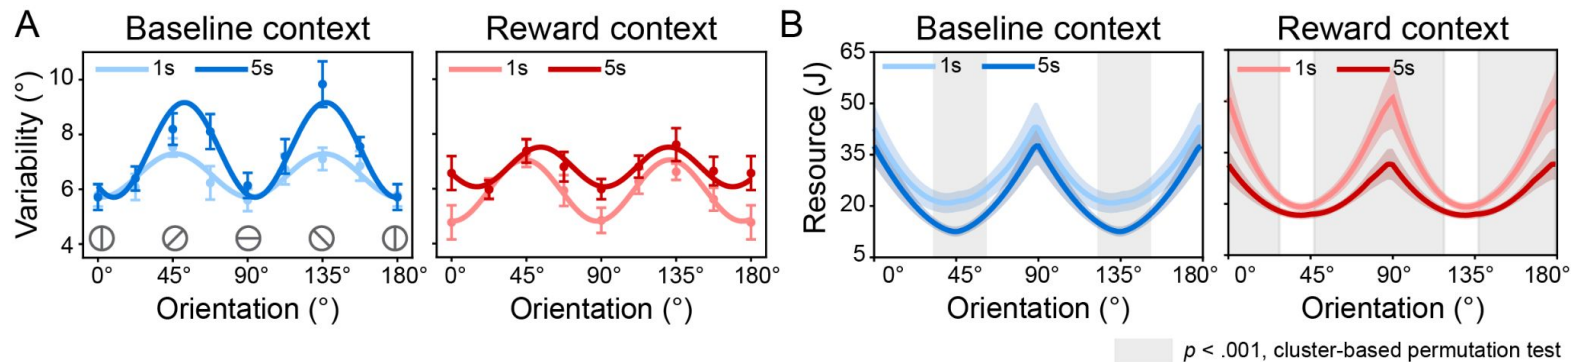 A
Baseline context
Reward context
B
Baseline context
Reward context
1s
5s
1s
5s
1s
5s
1s
5s
Variability (°)
10
8
6
4
0°
45°
90°
135°
180°
0°
45°
90°
135°
180°
Orientation (°)
Orientation (°)
Resource (J)
65
50
35
20
5
0°
45°
90°
135°
180°
0°
45°
90°
135°
180°
Orientation (°)
Orientation (°)
p < .001, cluster-based permutation test